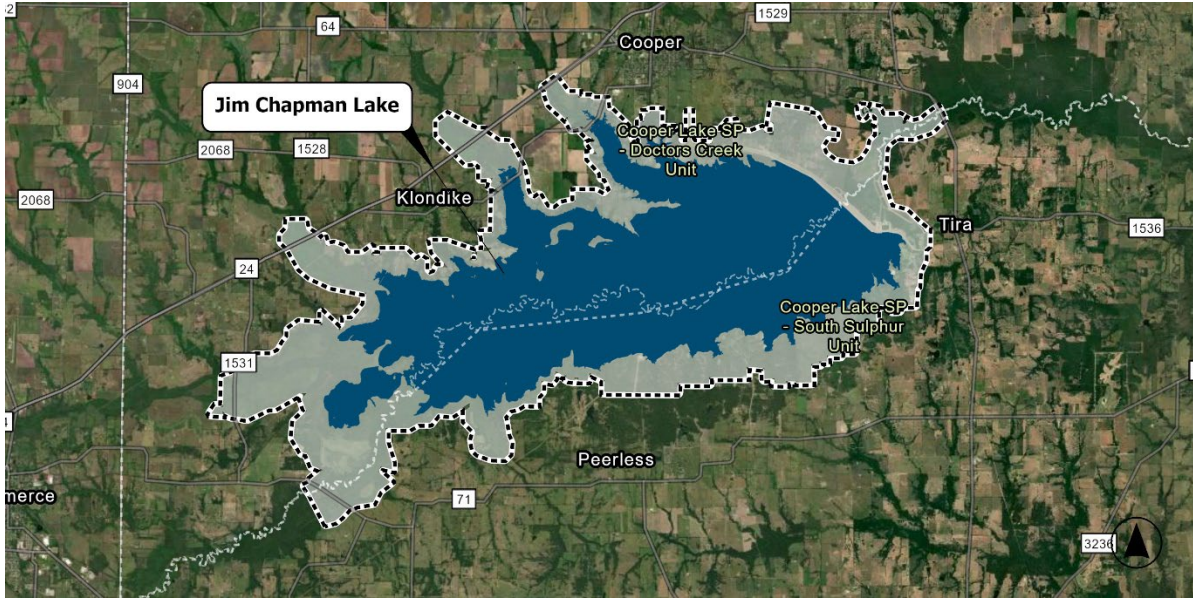 64
1529
Cooper
904
Jim Chapman Lake
Cooper Lake SP
- Doctors Creek
Unit
2068
1528
2068
Klondike
Tira
1536
24
Cooper Lake SP
- South Sulphur
Unit
1531
Peerless
merce
71
3236